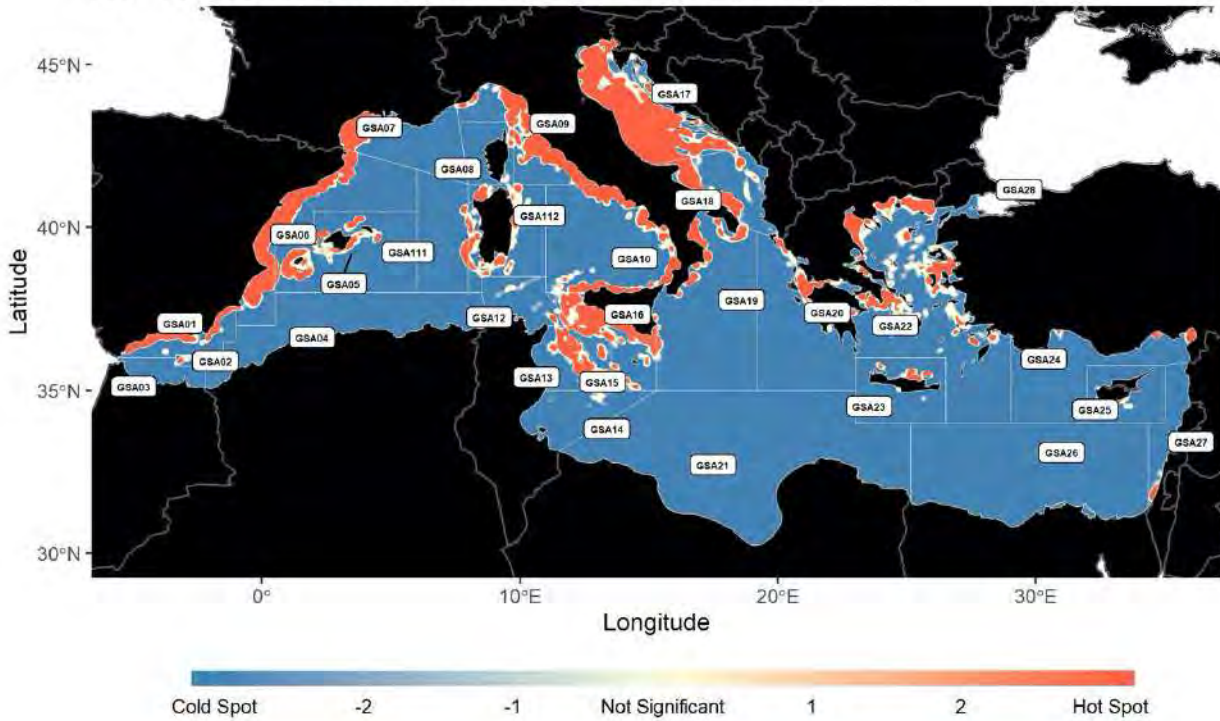 45°N
GSA17
GSA07
GSA09
GSA08
GSA28
40°N
GSA112
GSA18
GSA06
GSA111
GSA10
GSA05
GSA19
GSA16
GSA20
GSA12
GSA22
GSA01
GSA04
GSA02
GSA24
GSA03
35°N
GSA13
GSA15
GSA23
GSA25
GSA14
GSA27
GSA21
GSA26
30°N
0°
10°E
20°E
30°E
Latitude
Longitude
Cold Spot
-2
-1
Not Significant
1
2
Hot Spot